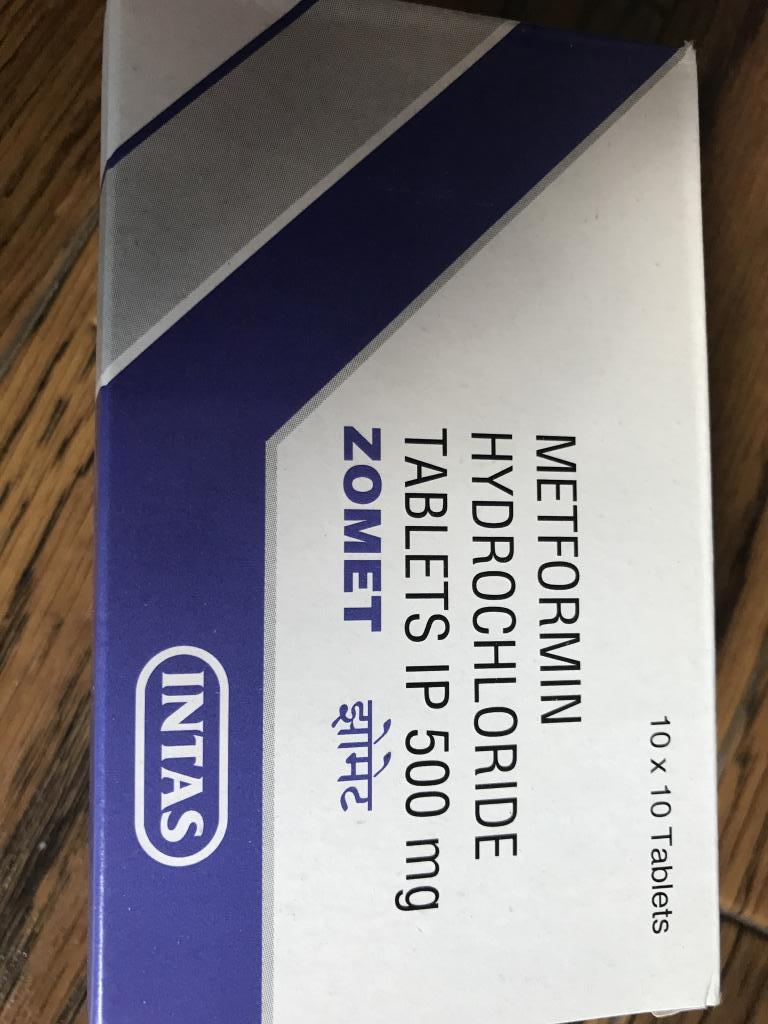 10 x 10 Tablets
METFORMIN
HYDROCHLORIDE
TABLETS IP 500 mg
ZOMET झोमेट
INTAS